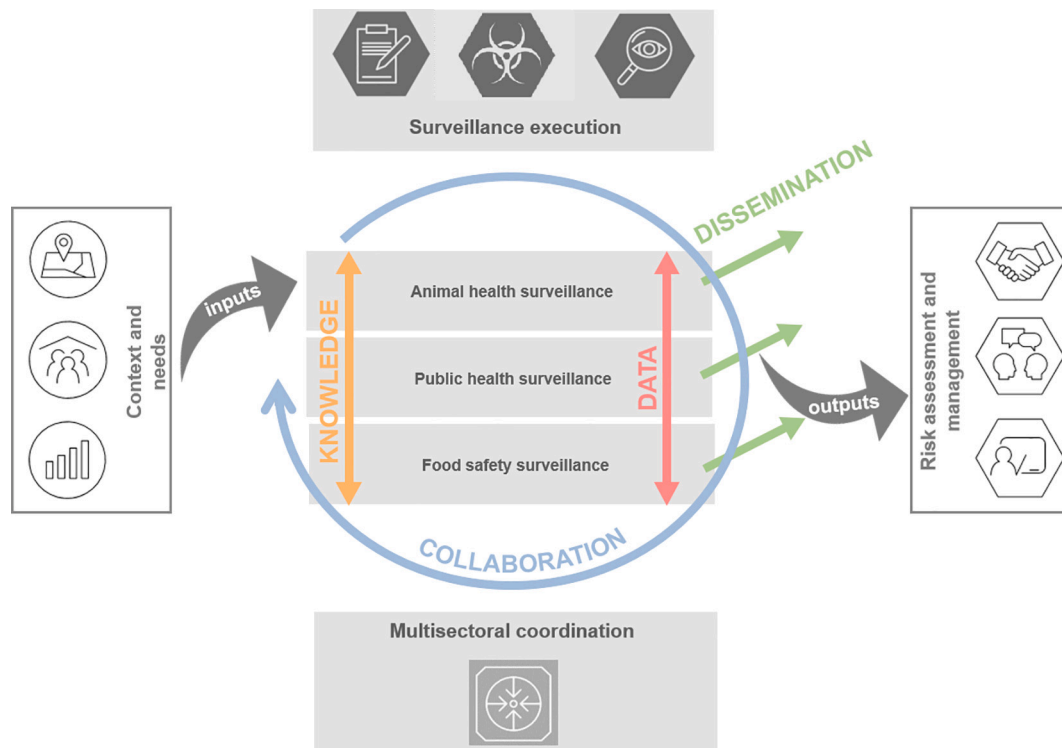 Surveillance execution
DISSEMINATION
Context and
needs
inputs
KNOWLEDGE
Animal health surveillance
Public health surveillance
Food safety surveillance
DATA
outputs
Risk assessment and
management
COLLABORATION
Multisectoral coordination